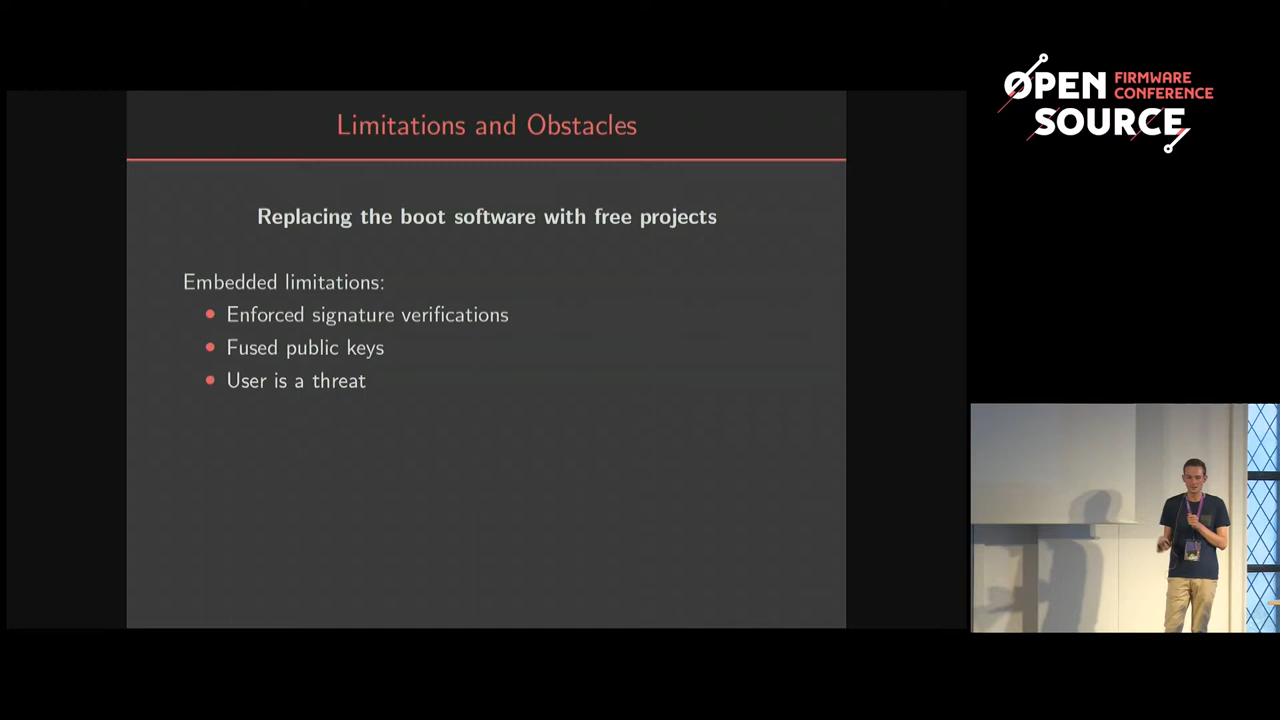 Limitations and Obstacles
Replacing the boot software with free projects
Embedded limitations:
Enforced signature verifications
Fused public keys
User is a threat
OPEN FIRMWARE
CONFERENCE
SOURCE